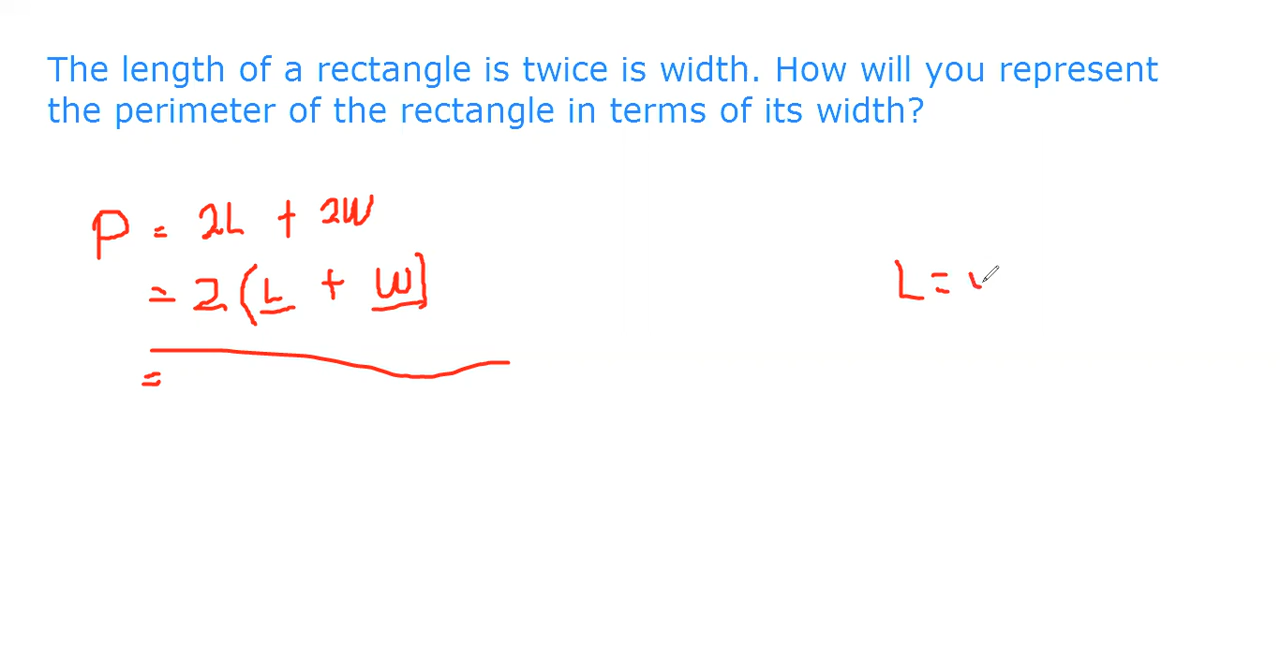 The length of a rectangle is twice is width. How will you represent
the perimeter of the rectangle in terms of its width?
P = 2L + 2W
= 2 (L + W)
L =
=